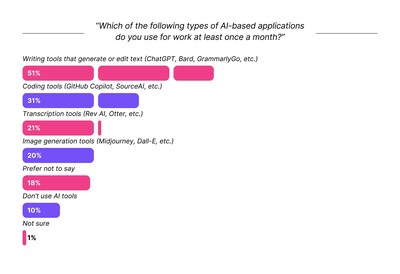 "Which of the following types of AI-based applications
do you use for work at least once a month?"
Writing tools that generate or edit text (ChatGPT, Bard, GrammarlyGo, etc.)
51%
Coding tools (GitHub Copilot, SourceAI, etc.)
31%
Transcription tools (Rev AI, Otter, etc.)
21%
Image generation tools (Midjourney, Dall-E, etc.)
20%
Prefer not to say
18%
Don't use AI tools
10%
Not sure
1%